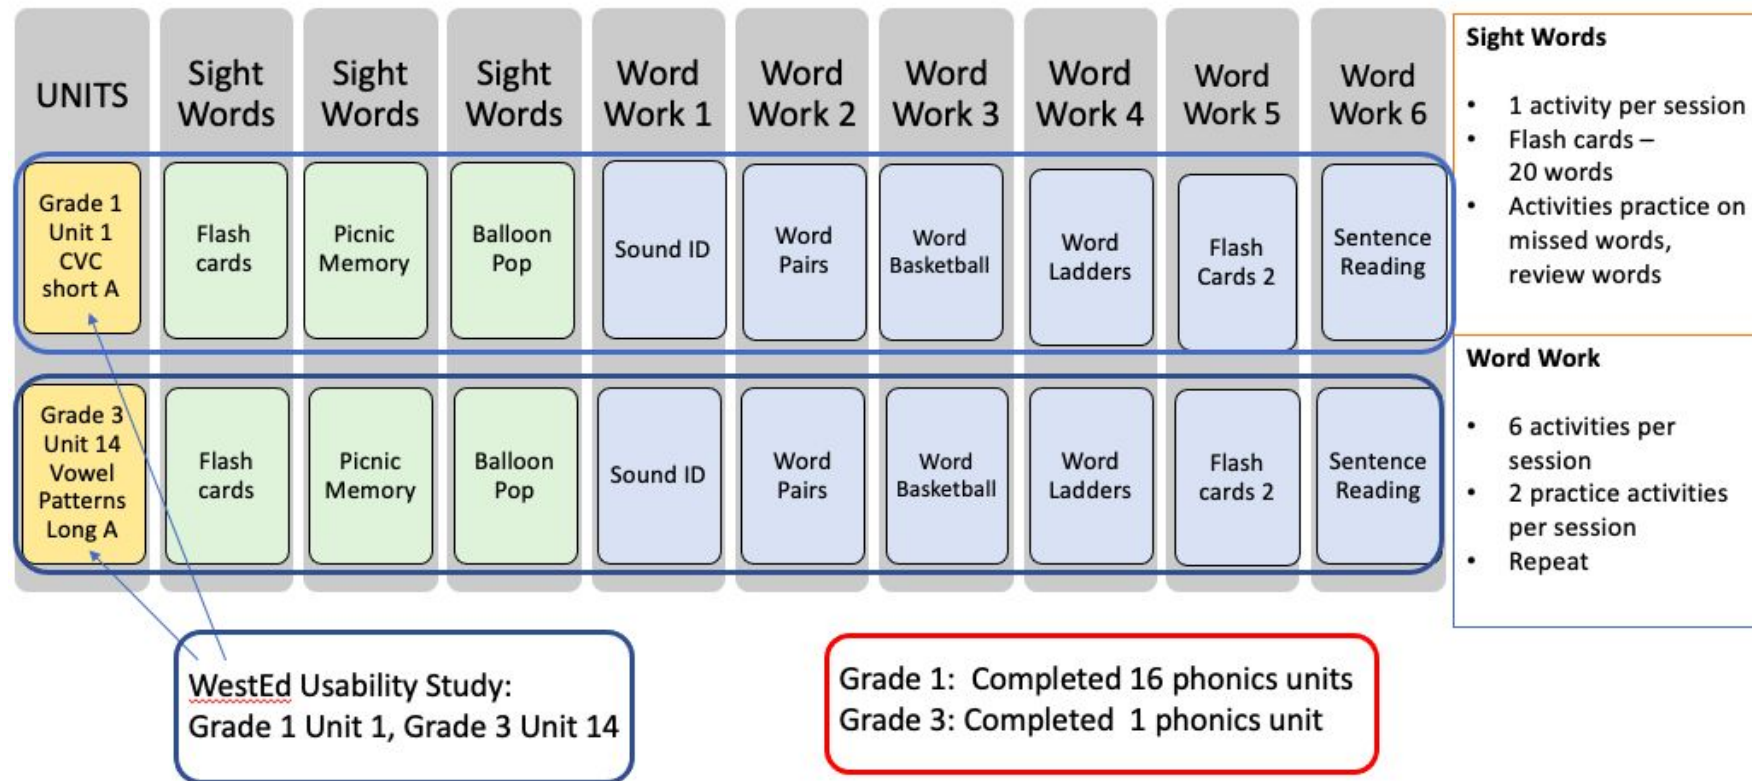 UNITS
Sight
Words
Sight
Words
Sight
Words
Word
Work 1
Word
Work 2
Word
Work 3
Word
Work 4
Word
Work 5
Word
Work 6
Grade 1
Unit 1
CVC
short A
Flash
cards
Picnic
Memory
Balloon
Pop
Sound ID
Word
Pairs
Word
Basketball
Word
Ladders
Flash
Cards 2
Sentence
Reading
Grade 3
Unit 14
Vowel
Patterns
Long A
Flash
cards
Picnic
Memory
Balloon
Pop
Sound ID
Word
Pairs
Word
Basketball
Word
Ladders
Flash
cards 2
Sentence
Reading
Sight Words
• 1 activity per session
• Flash cards –
20 words
• Activities practice on
missed words,
review words
Word Work
• 6 activities per
session
• 2 practice activities
per session
• Repeat
WestEd Usability Study:
Grade 1 Unit 1, Grade 3 Unit 14
Grade 1: Completed 16 phonics units
Grade 3: Completed 1 phonics unit